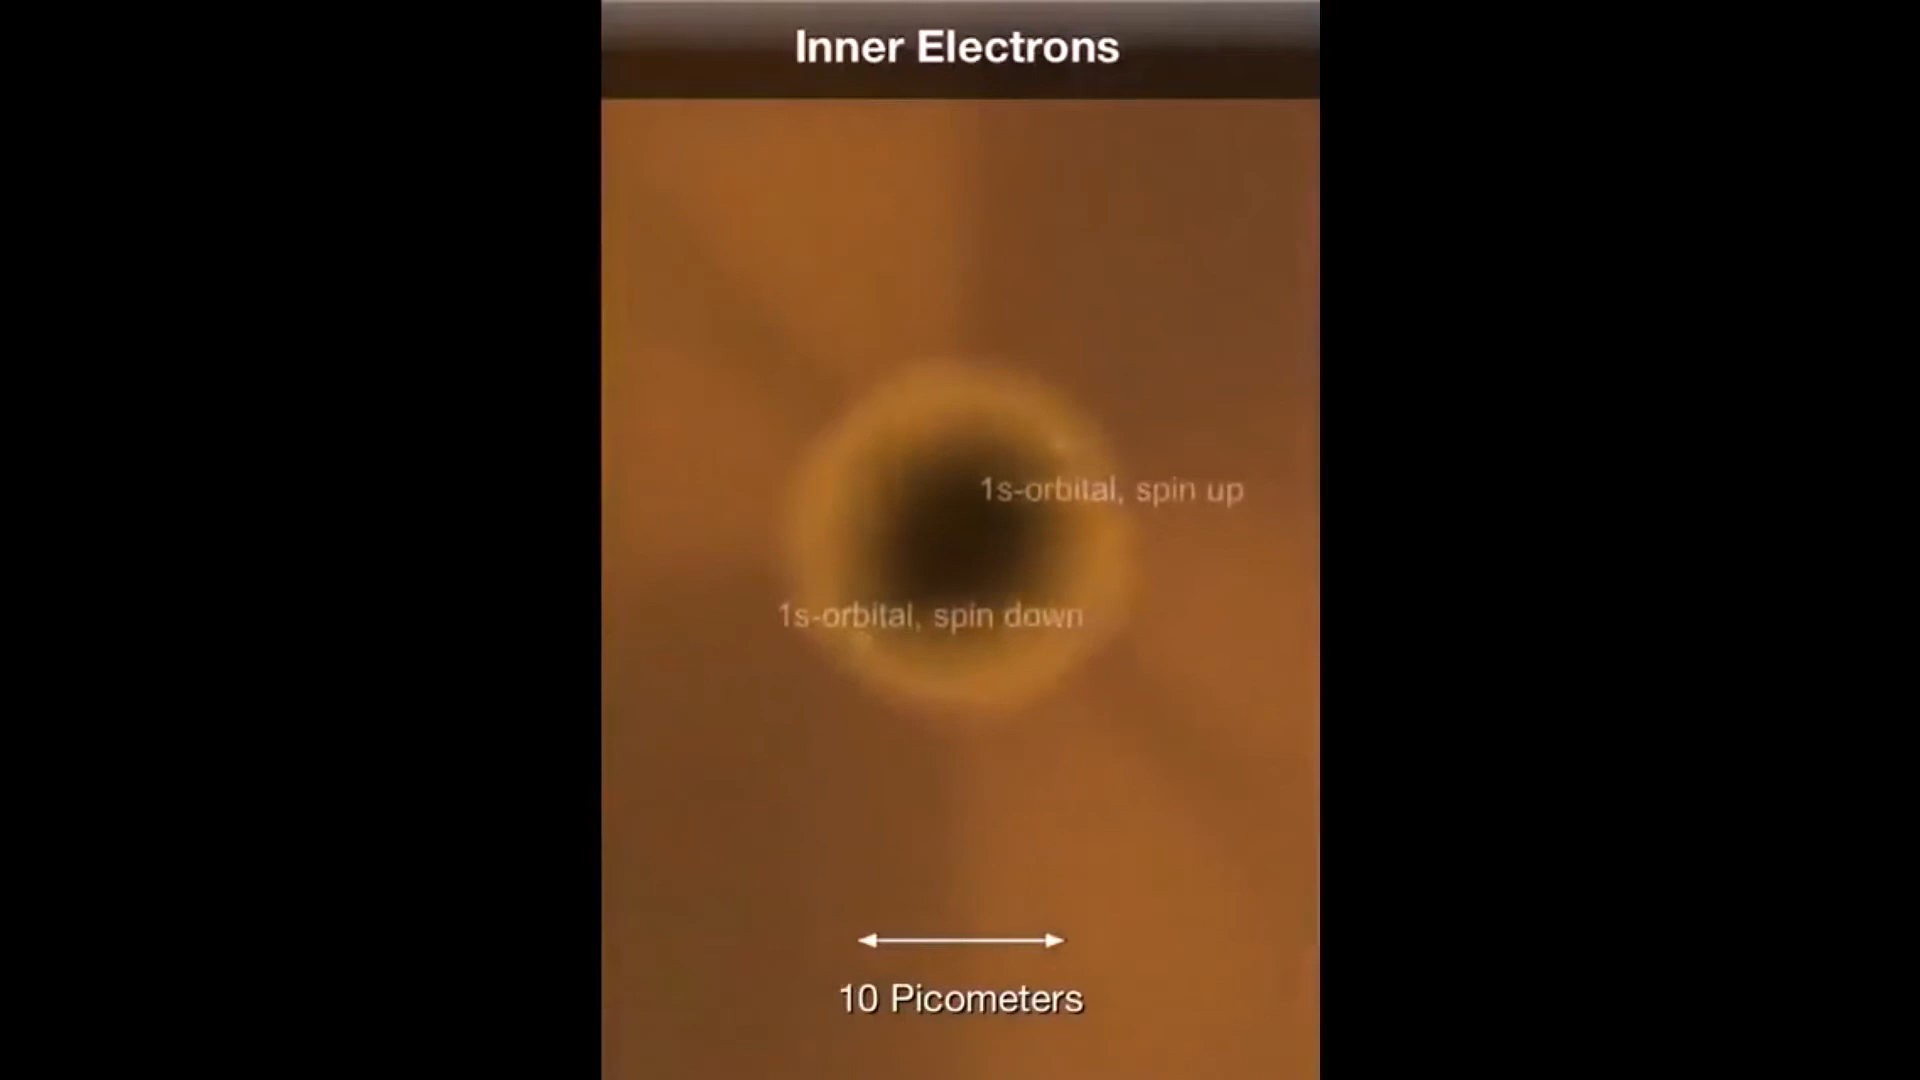 Inner Electrons
1s-orbital, spin up
1s-orbital, spin down
10 Picometers